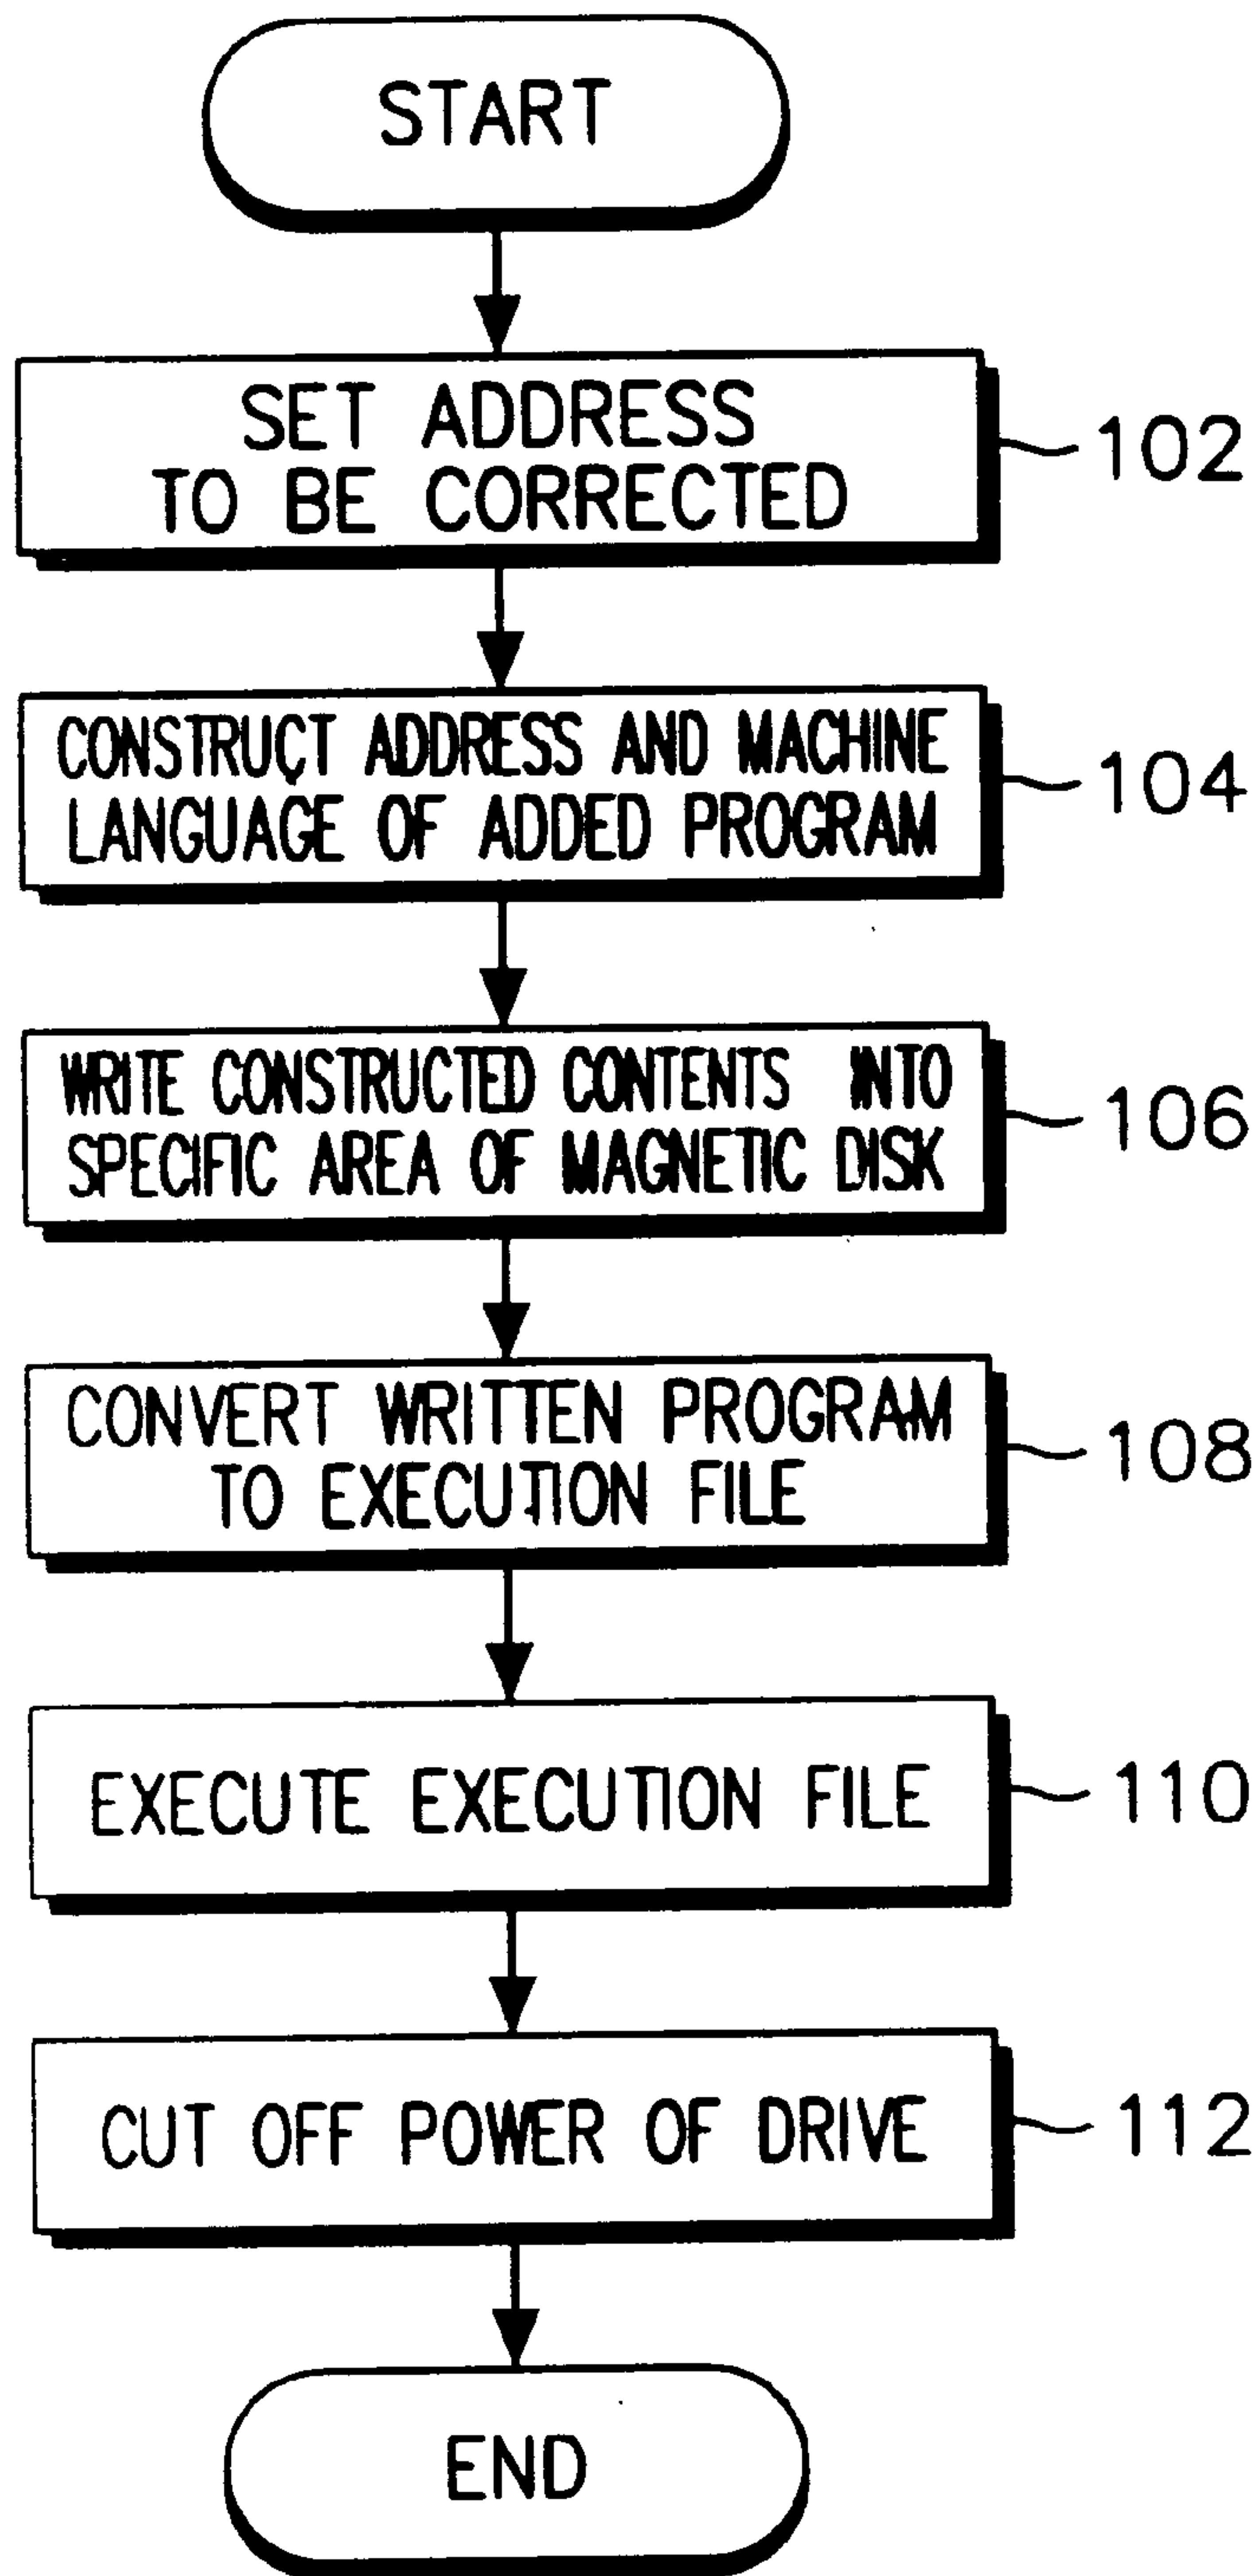 START
SET ADDRESS
TO BE CORRECTED
102
CONSTRUCT ADDRESS AND MACHINE
LANGUAGE OF ADDED PROGRAM
104
WRITE CONSTRUCTED CONTENTS INTO
SPECIFIC AREA OF MAGNETIC DISK
106
CONVERT WRITTEN PROGRAM
TO EXECUTION FILE
108
EXECUTE EXECUTION FILE
110
CUT OFF POWER OF DRIVE
112
END